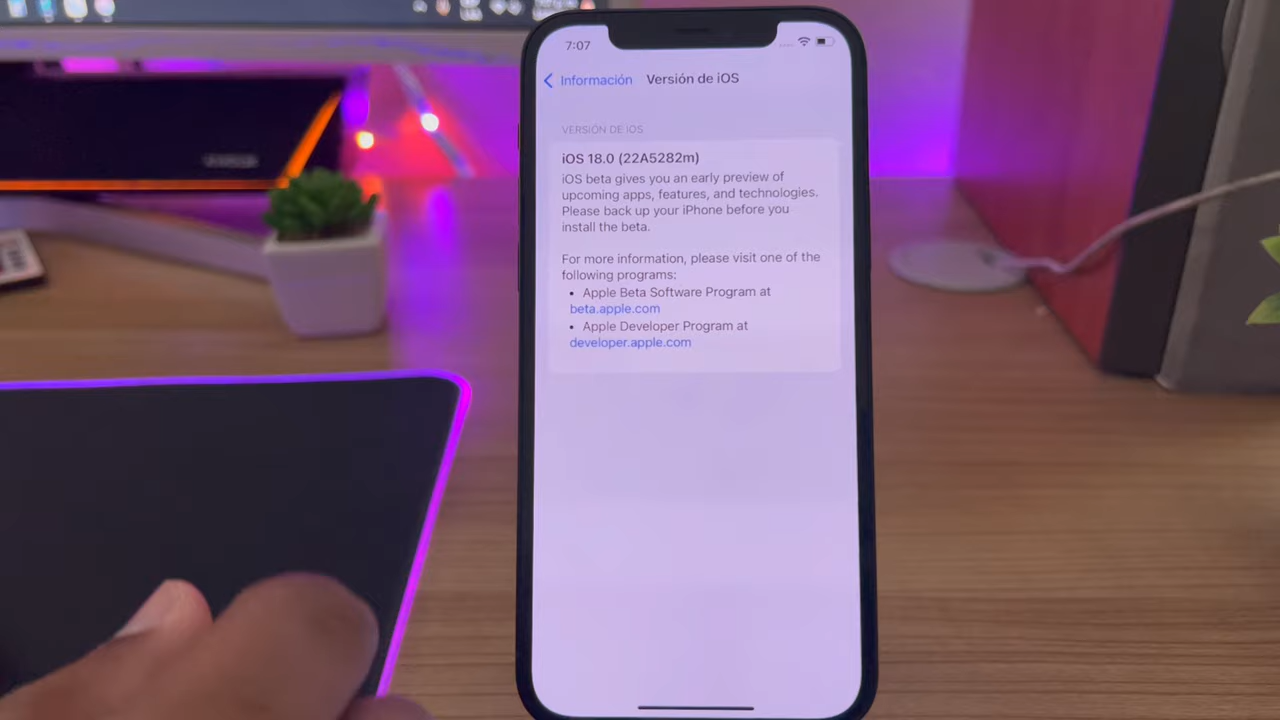 7:07
Información Versión de iOS
VERSIÓN DE IOS
iOS 18.0 (22A5282m)
iOS beta gives you an early preview of
upcoming apps, features, and technologies.
Please back up your iPhone before you
install the beta.
For more information, please visit one of the
following programs:
• Apple Beta Software Program at
beta.apple.com
• Apple Developer Program at
developer.apple.com